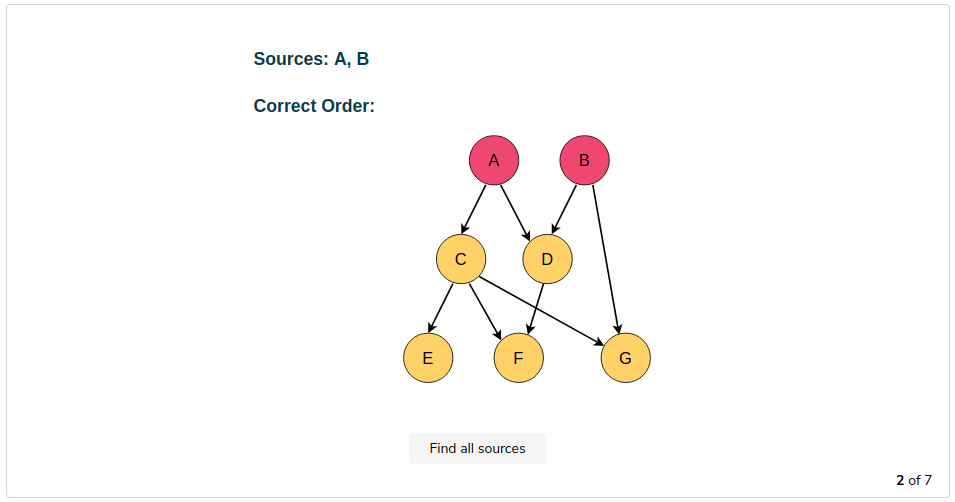 Sources: A, B
Correct Order:
A B
C D
E F G
Find all sources
2 of 7